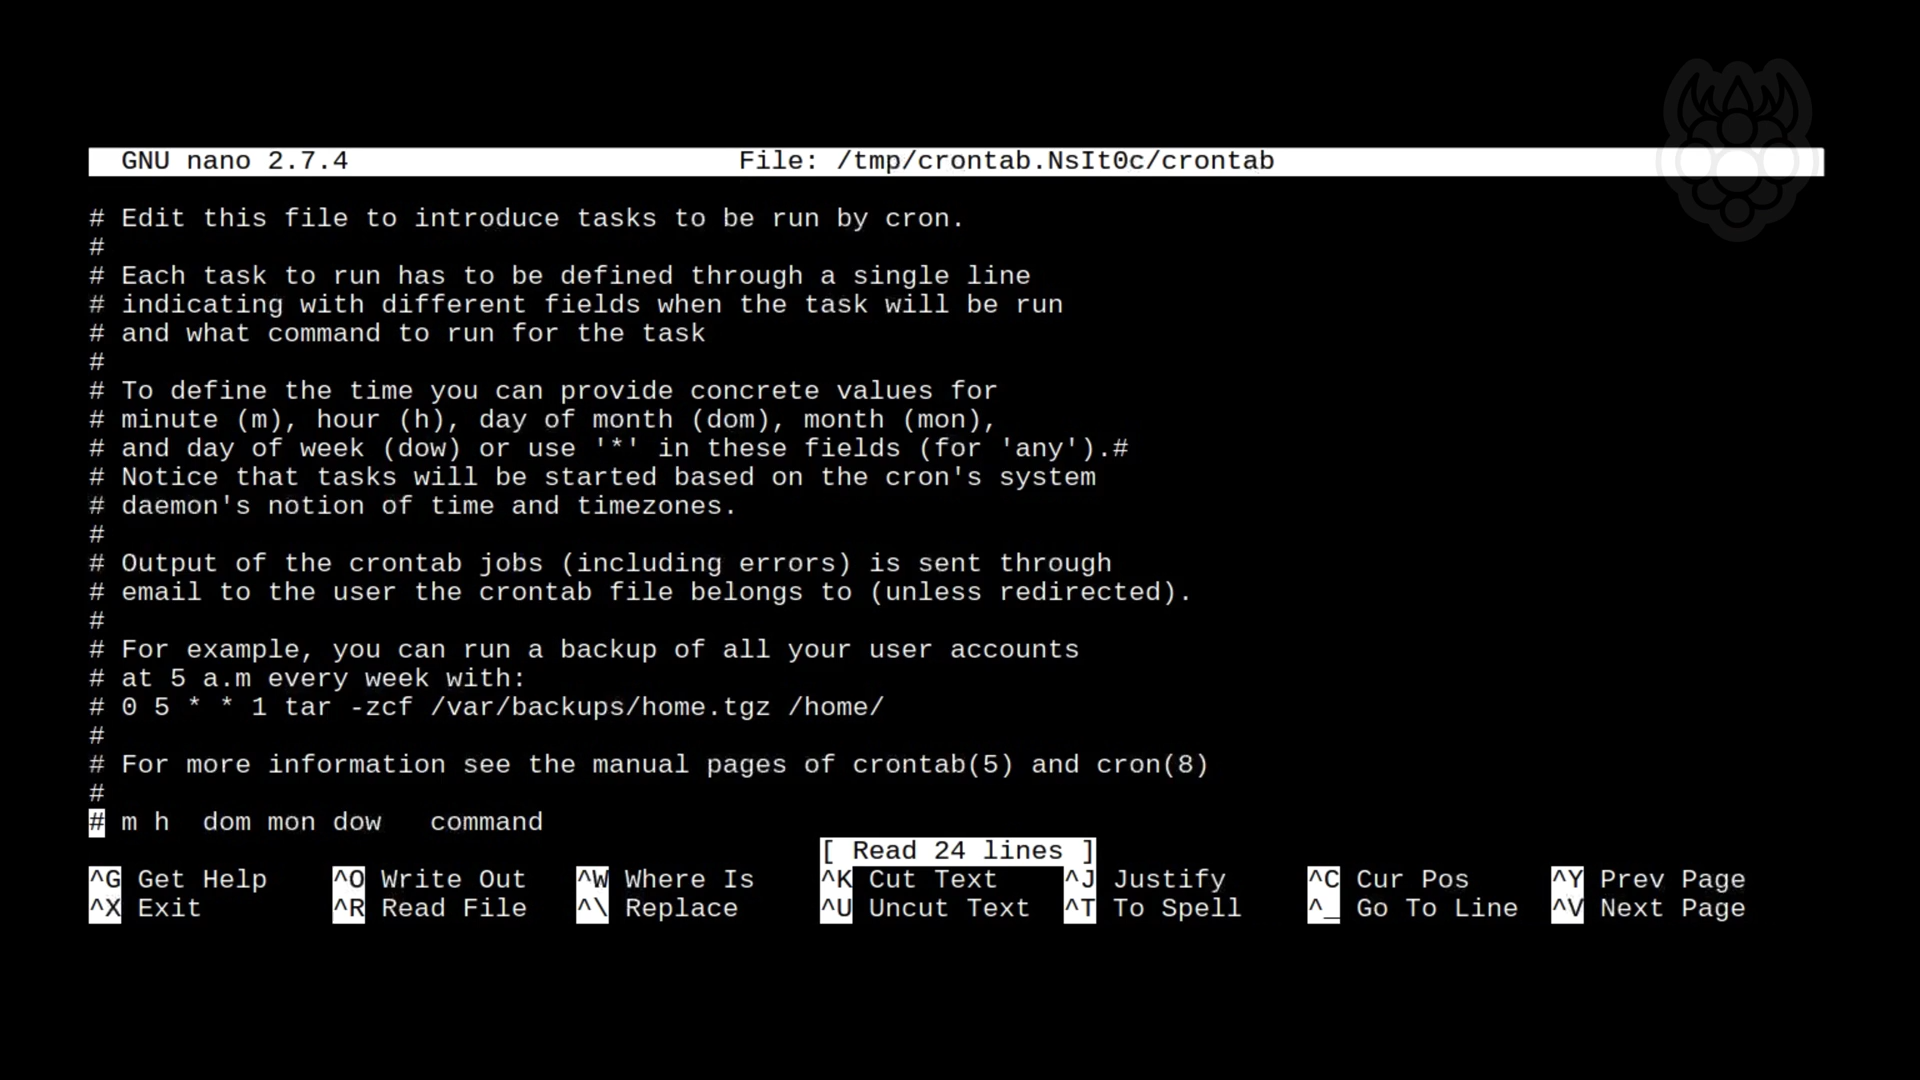 GNU nano 2.7.4 File: /tmp/crontab.NsIt0c/crontab
# Edit this file to introduce tasks to be run by cron.
#
# Each task to run has to be defined through a single line
# indicating with different fields when the task will be run
# and what command to run for the task
#
# To define the time you can provide concrete values for
# minute (m), hour (h), day of month (dom), month (mon),
# and day of week (dow) or use '*' in these fields (for 'any').#
# Notice that tasks will be started based on the cron's system
# daemon's notion of time and timezones.
#
# Output of the crontab jobs (including errors) is sent through
# email to the user the crontab file belongs to (unless redirected).
#
# For example, you can run a backup of all your user accounts
# at 5 a.m every week with:
# 0 5 * * 1 tar -zcf /var/backups/home.tgz /home/
#
# For more information see the manual pages of crontab(5) and cron(8)
#
# m h  dom mon dow   command
[ Read 24 lines ]
^G Get Help ^O Write Out ^W Where Is ^K Cut Text ^J Justify ^C Cur Pos ^Y Prev Page
^X Exit ^R Read File ^\ Replace ^U Uncut Text ^T To Spell ^_ Go To Line ^V Next Page